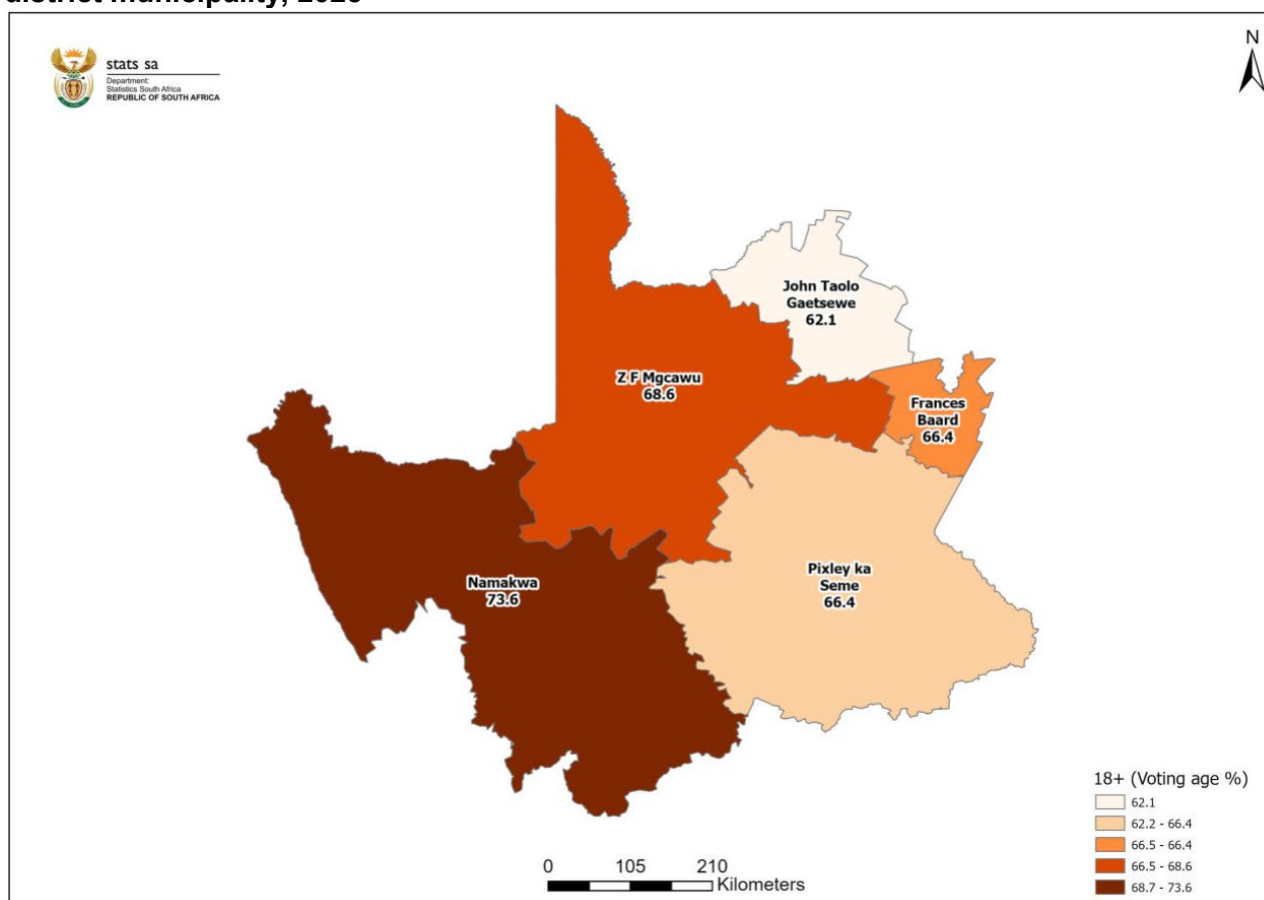 district municipality, 2025
stats sa
Department:
Statistics South Africa
REPUBLIC OF SOUTH AFRICA
N
John Taolo
Gaetsewe
62.1
Z F Mgcawu
68.6
Frances
Baard
66.4
Namakwa
73.6
Pixley ka
Seme
66.4
18+ (Voting age %)
62.1
62.2 - 66.4
66.5 - 66.4
66.5 - 68.6
68.7 - 73.6
0 105 210
Kilometers